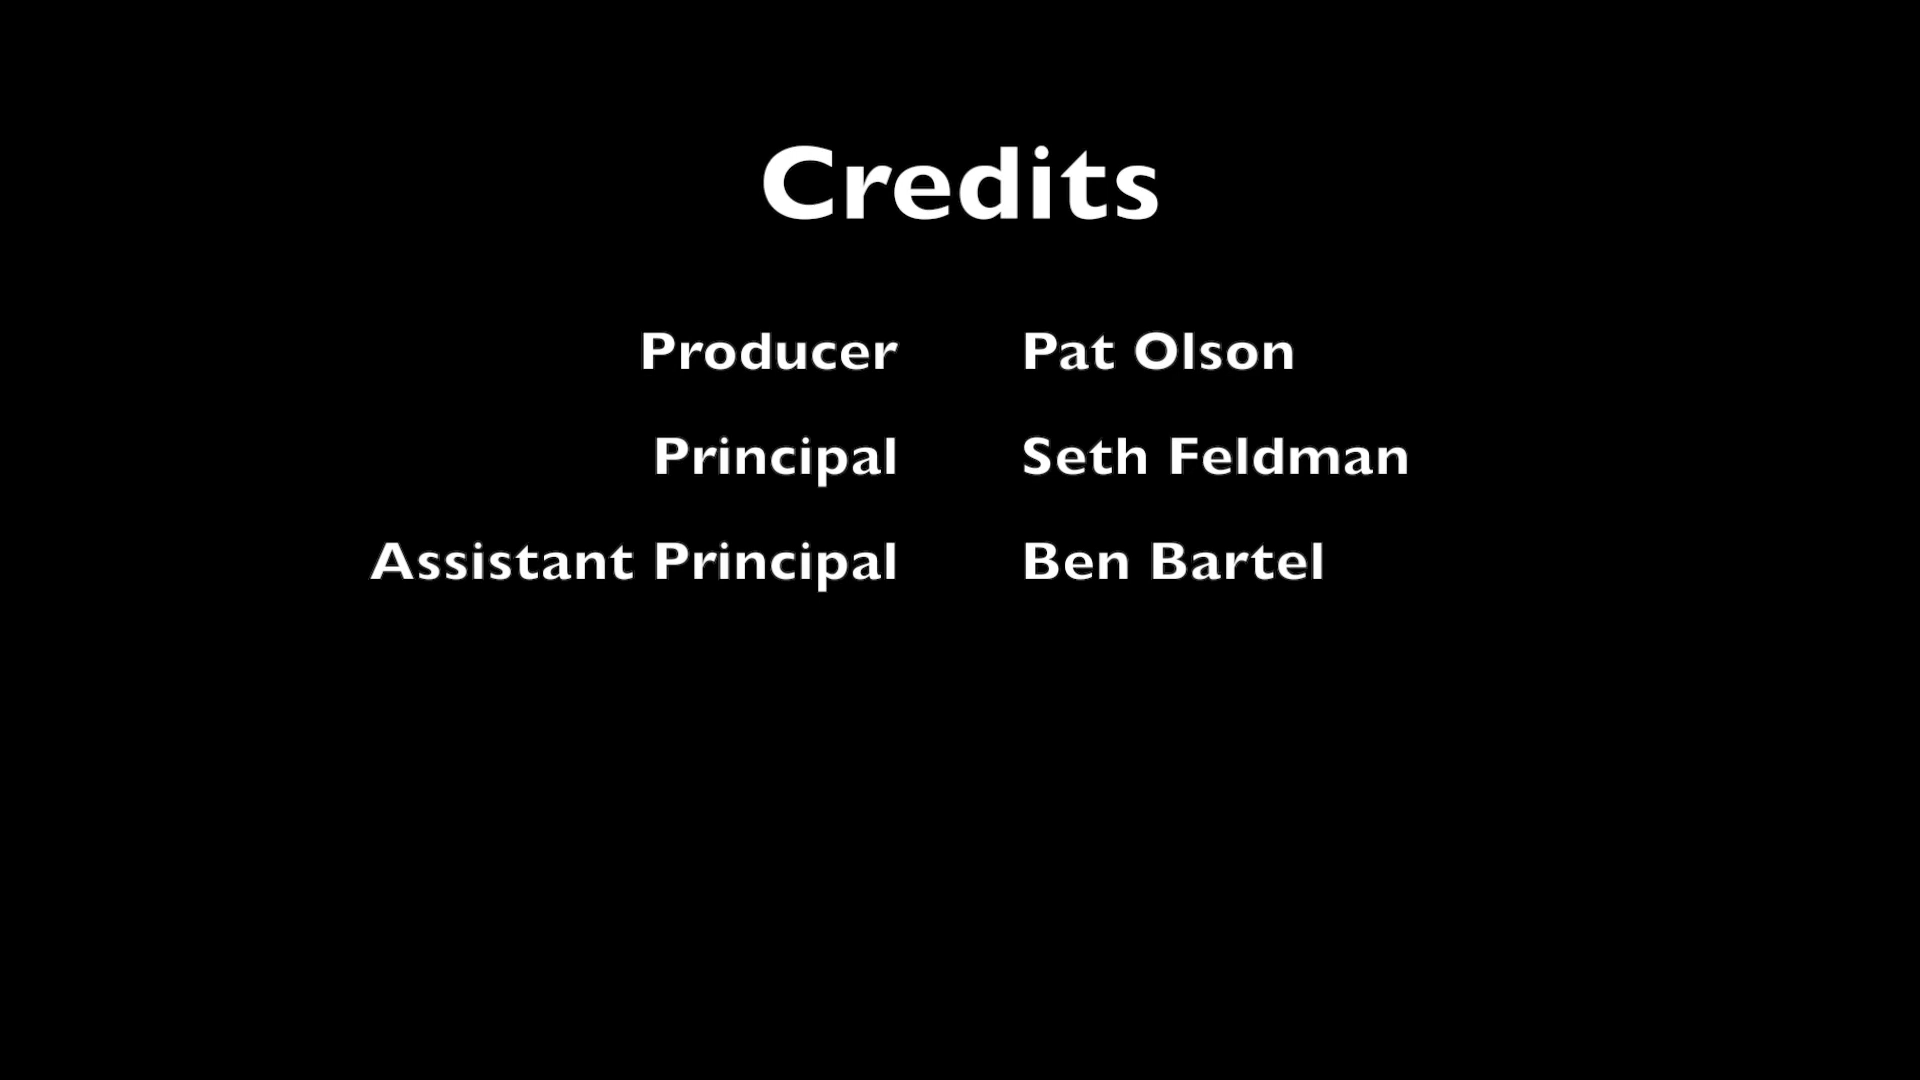 Credits
Producer Pat Olson
Principal Seth Feldman
Assistant Principal Ben Bartel